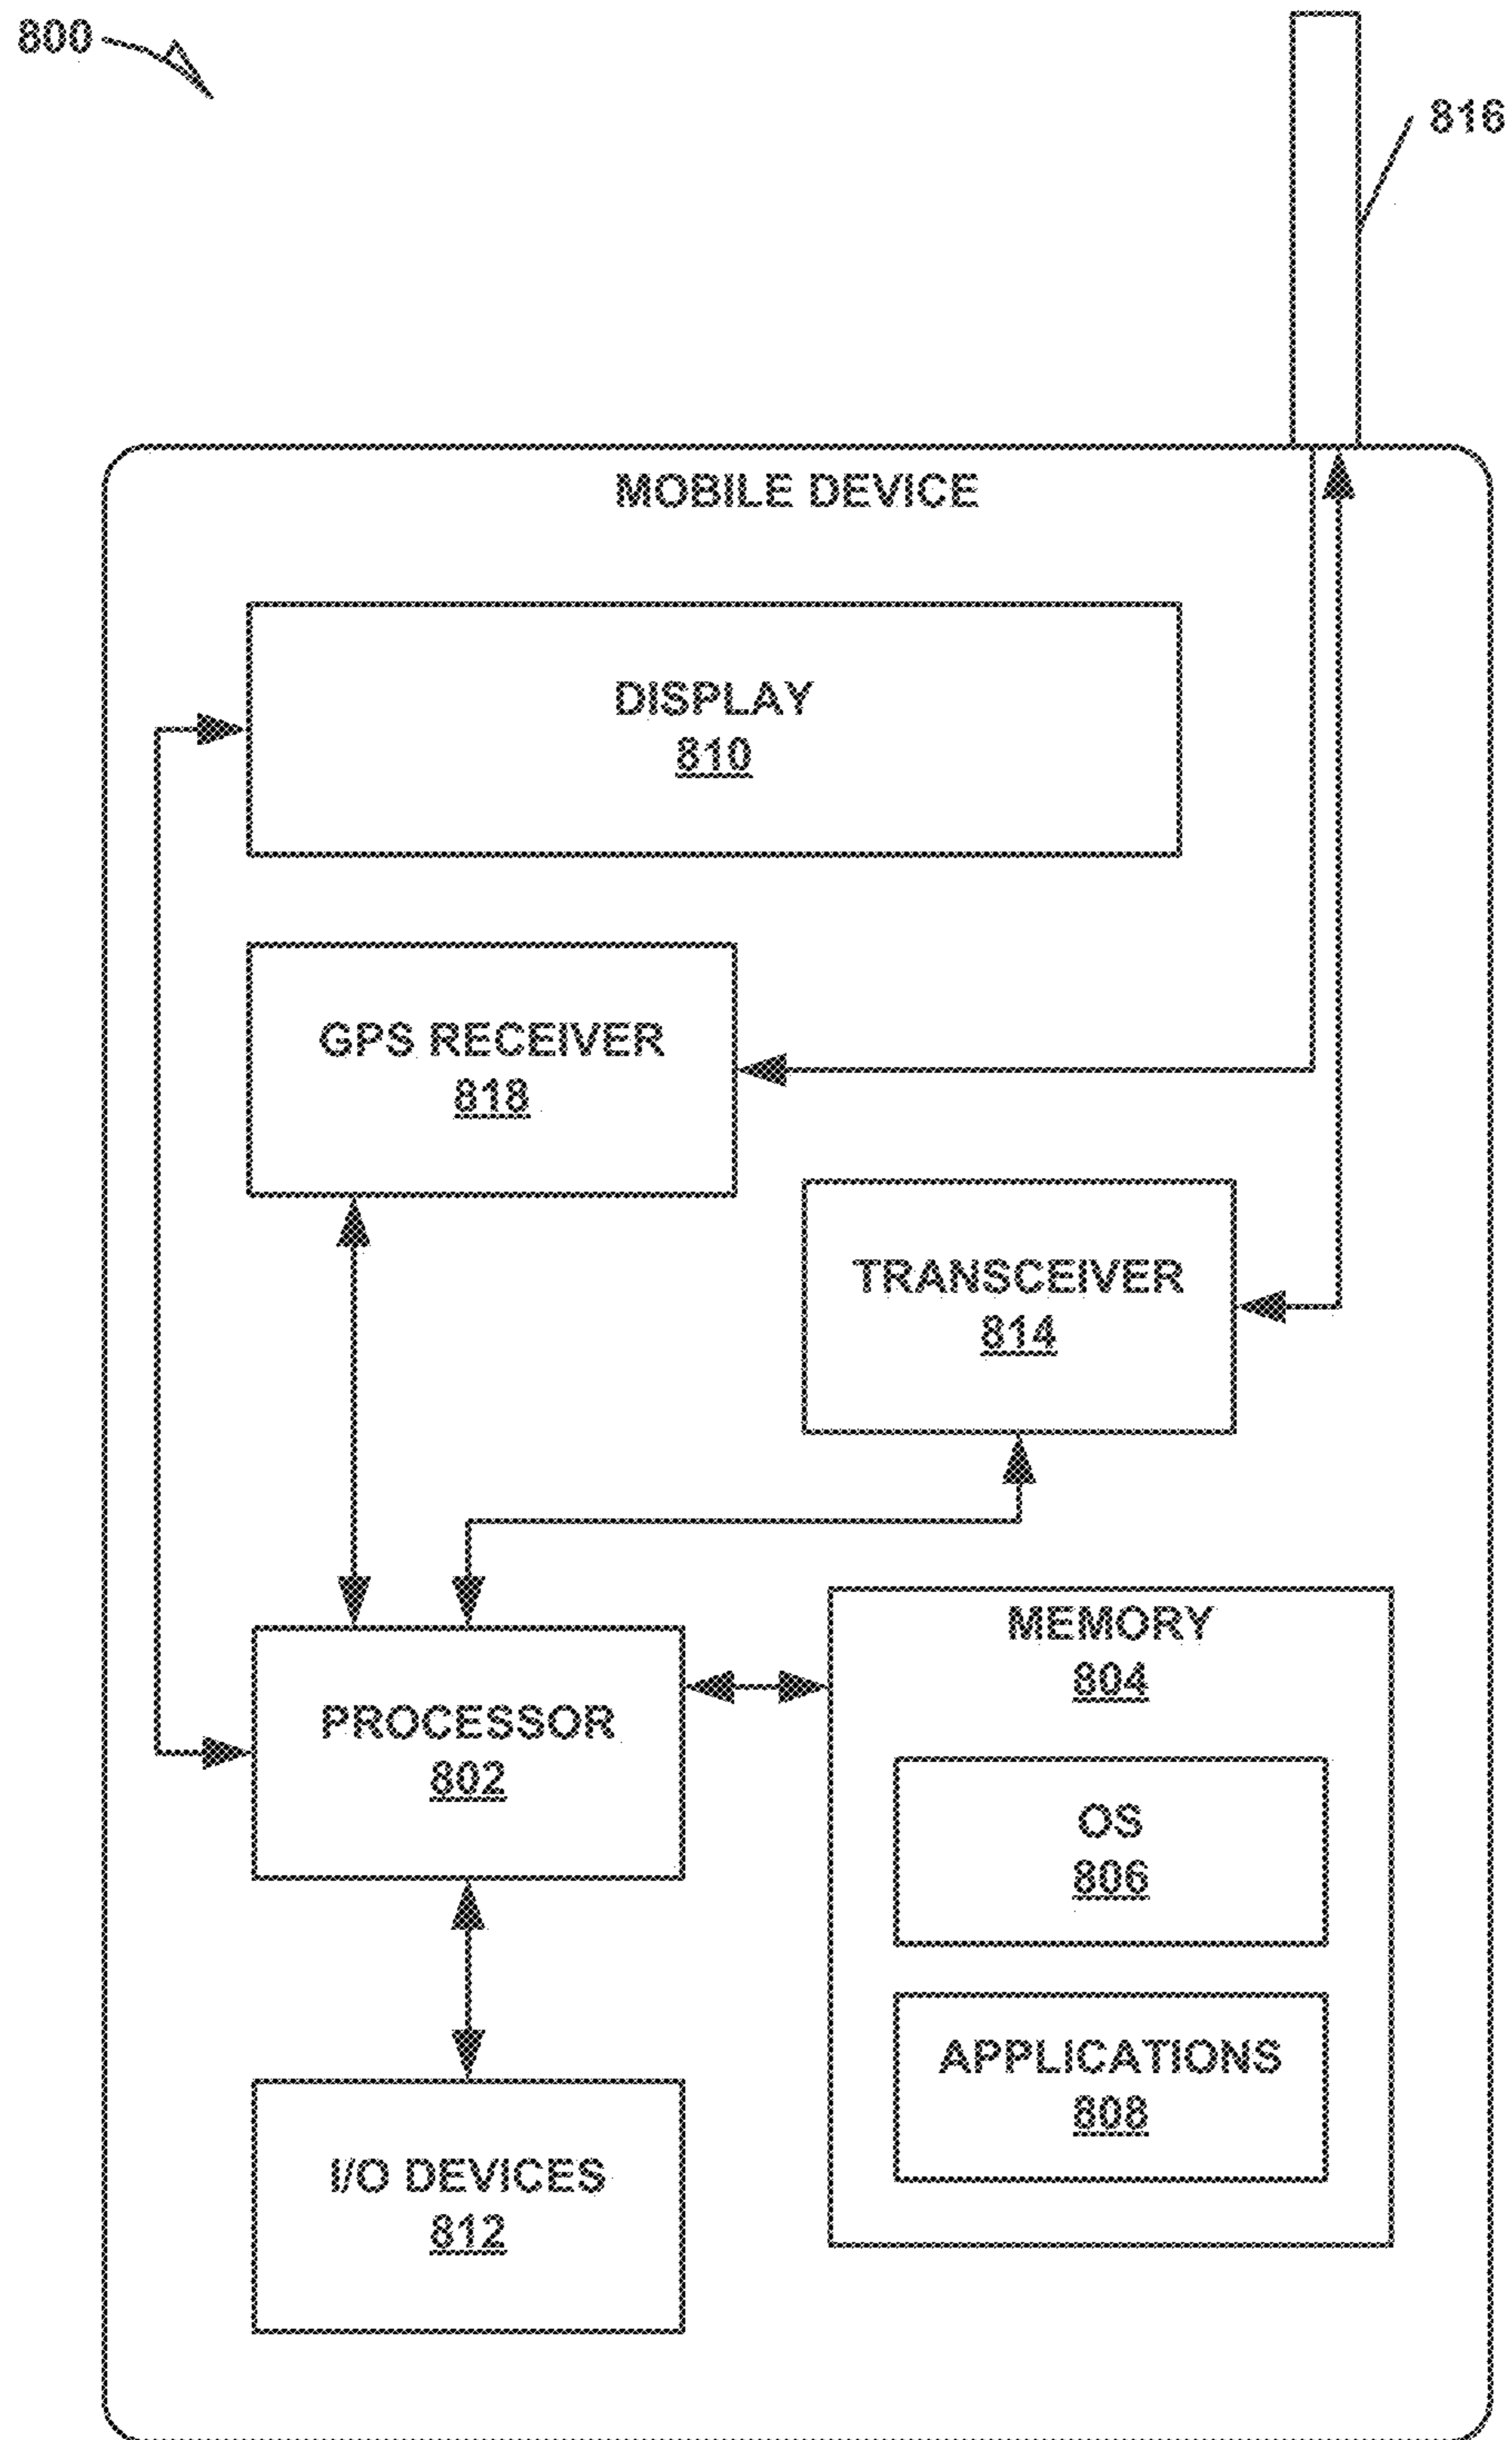 800
816
MOBILE DEVICE
DISPLAY
810
GPS RECEIVER
818
TRANSCEIVER
814
MEMORY
804
PROCESSOR
802
OS
806
APPLICATIONS
808
I/O DEVICES
812